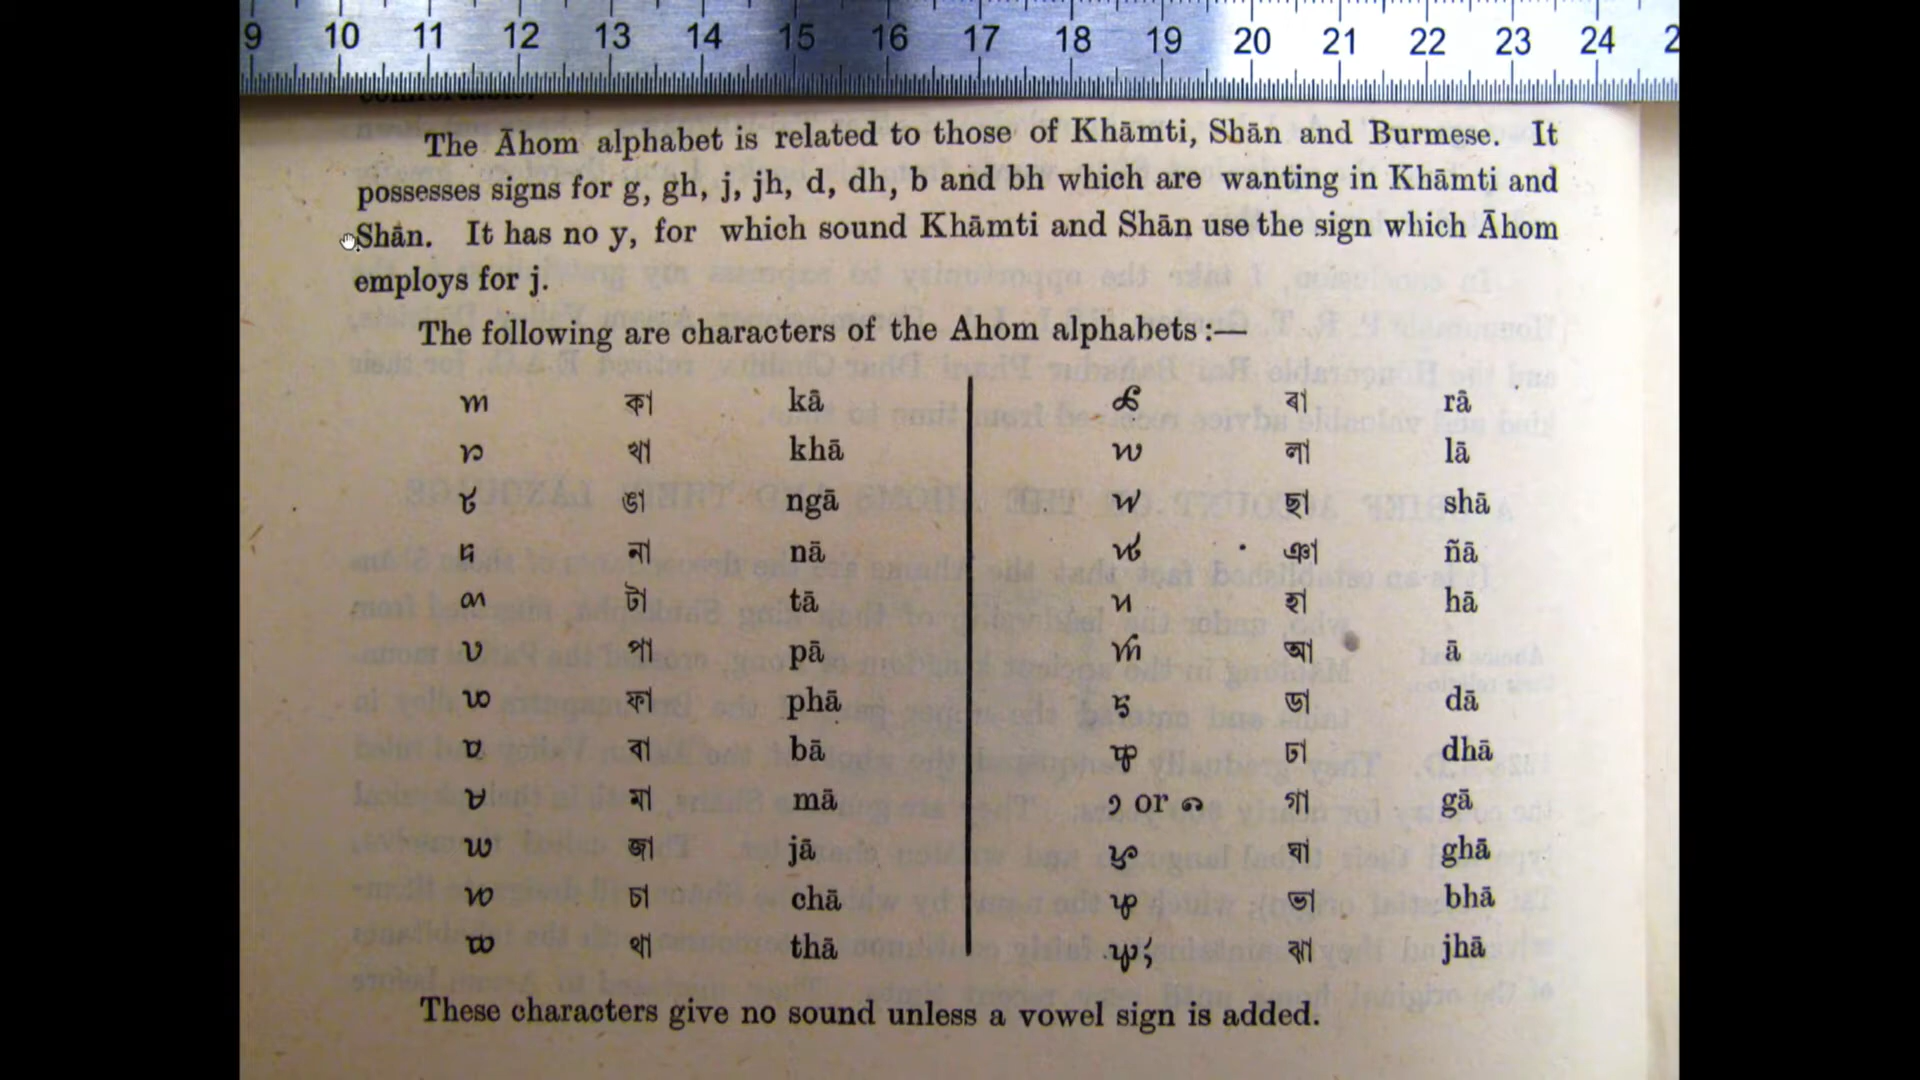 9 10 11 12 13 14 15 16 17 18 19 20 21 22 23 24 2
comfortable.
The Āhom alphabet is related to those of Khāmti, Shān and Burmese. It
possesses signs for g, gh, j, jh, d, dh, b and bh which are wanting in Khāmti and
Shān. It has no y, for which sound Khāmti and Shān use the sign which Āhom
employs for j.
The following are characters of the Ahom alphabets :—
𑜀 কা kā 𑜍 ৰা rā
𑜁 খা khā 𑜎 লা lā
𑜂 ঙা ngā 𑜏 ছা shā
𑜃 না nā 𑜐 ঞা ñā
𑜄 টা tā 𑜑 হা hā
𑜆 পা pā 𑜒 আ ā
𑜇 ফা phā 𑜓 ডা dā
𑜈 বা bā 𑜔 ঢা dhā
𑜉 মা mā 𑜕 or 𑜖 গা gā
𑜊 জা jā 𑜗 ঘা ghā
𑜋 চা chā 𑜘 ভা bhā
𑜌 থা thā 𑜙 ঝা jhā
These characters give no sound unless a vowel sign is added.